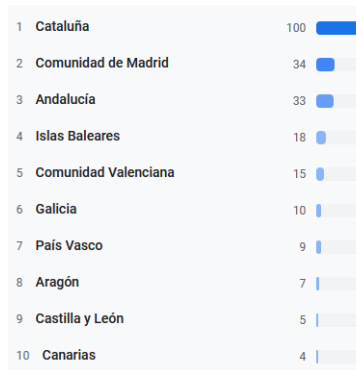 1 Cataluña 100
2 Comunidad de Madrid 34
3 Andalucía 33
4 Islas Baleares 18
5 Comunidad Valenciana 15
6 Galicia 10
7 País Vasco 9
8 Aragón 7
9 Castilla y León 5
10 Canarias 4